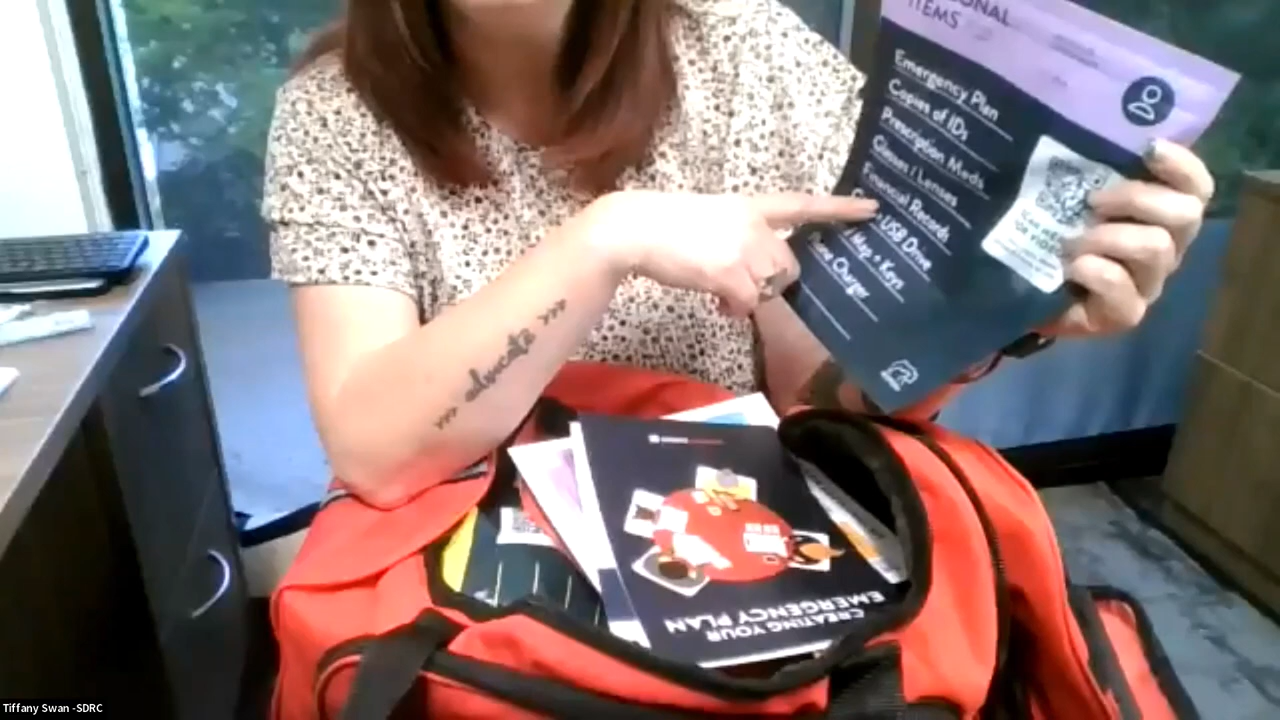 ITEMS
Emergency Plan
Copies of IDs
Prescription Meds
Glasses / Lenses
Financial Records
USB Drive
Map + Keys
Charger
advocate
CREATING YOUR
EMERGENCY PLAN
Tiffany Swan -SDRC